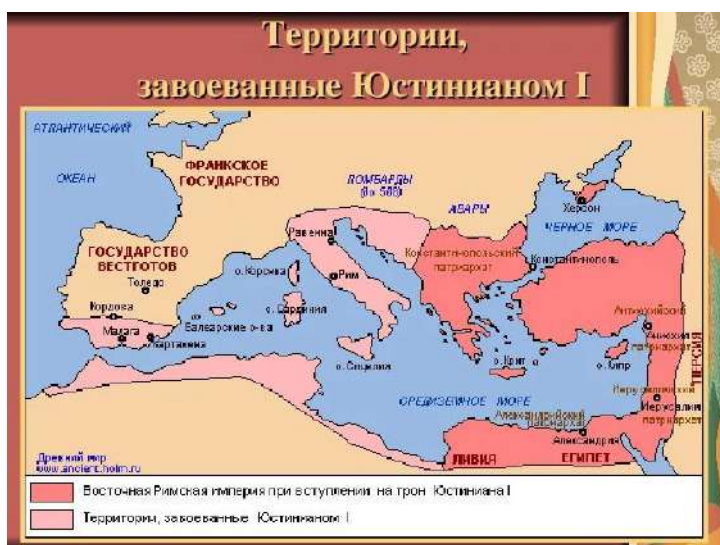 Территории,
завоеванные Юстинианом I
АТЛАНТИЧЕСКИЙ
ОКЕАН
ФРАНКСКОЕ
ГОСУДАРСТВО
ЛОМБАРДЫ
(до 568)
АВАРЫ
Херсон
ЧЕРНОЕ МОРЕ
Равенна
ГОСУДАРСТВО
ВЕСТГОТОВ
Толедо
Константинопольский
патриархат
Константинополь
о. Корсика
Рим
Кордова
о. Сардиния
Малага
Картахена
Балеарские о-ва
Антиохийский
патриархат
Антиохия
ПЕРСИЯ
о. Сицилия
о. Крит
о. Кипр
СРЕДИЗЕМНОЕ МОРЕ
Иерусалимский
патриархат
Иерусалим
Александрийский
патриархат
Александрия
Древний мир
www.ancient.holm.ru
ЛИВИЯ
ЕГИПЕТ
Восточная Римская империя при вступлении на трон Юстиниана I
Территории, завоеванные Юстинианом I